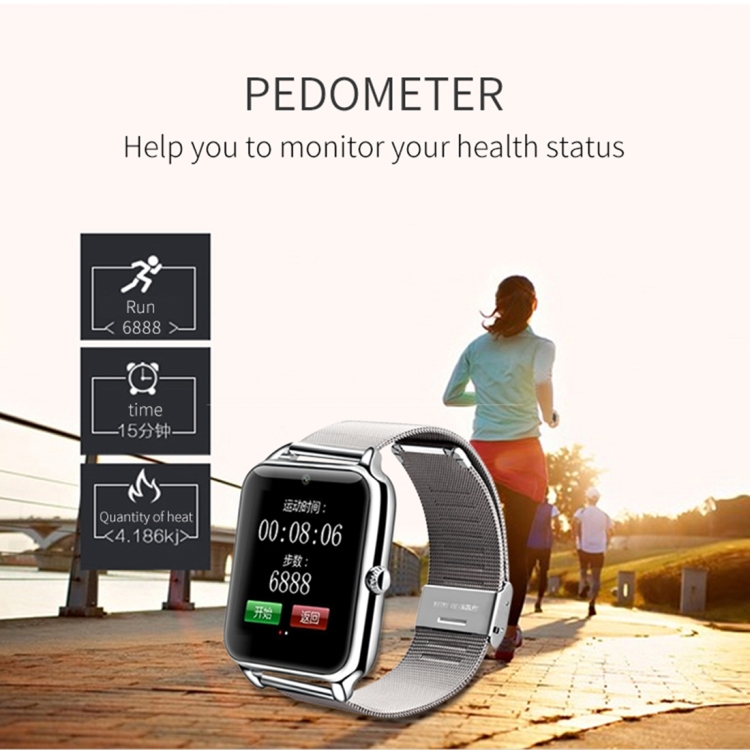 PEDOMETER
Help you to monitor your health status
Run
< 6888 >
time
15分钟
Quantity of heat
<4.186kj>
运动时间：
00:08:06
步数：
6888
开始 返回